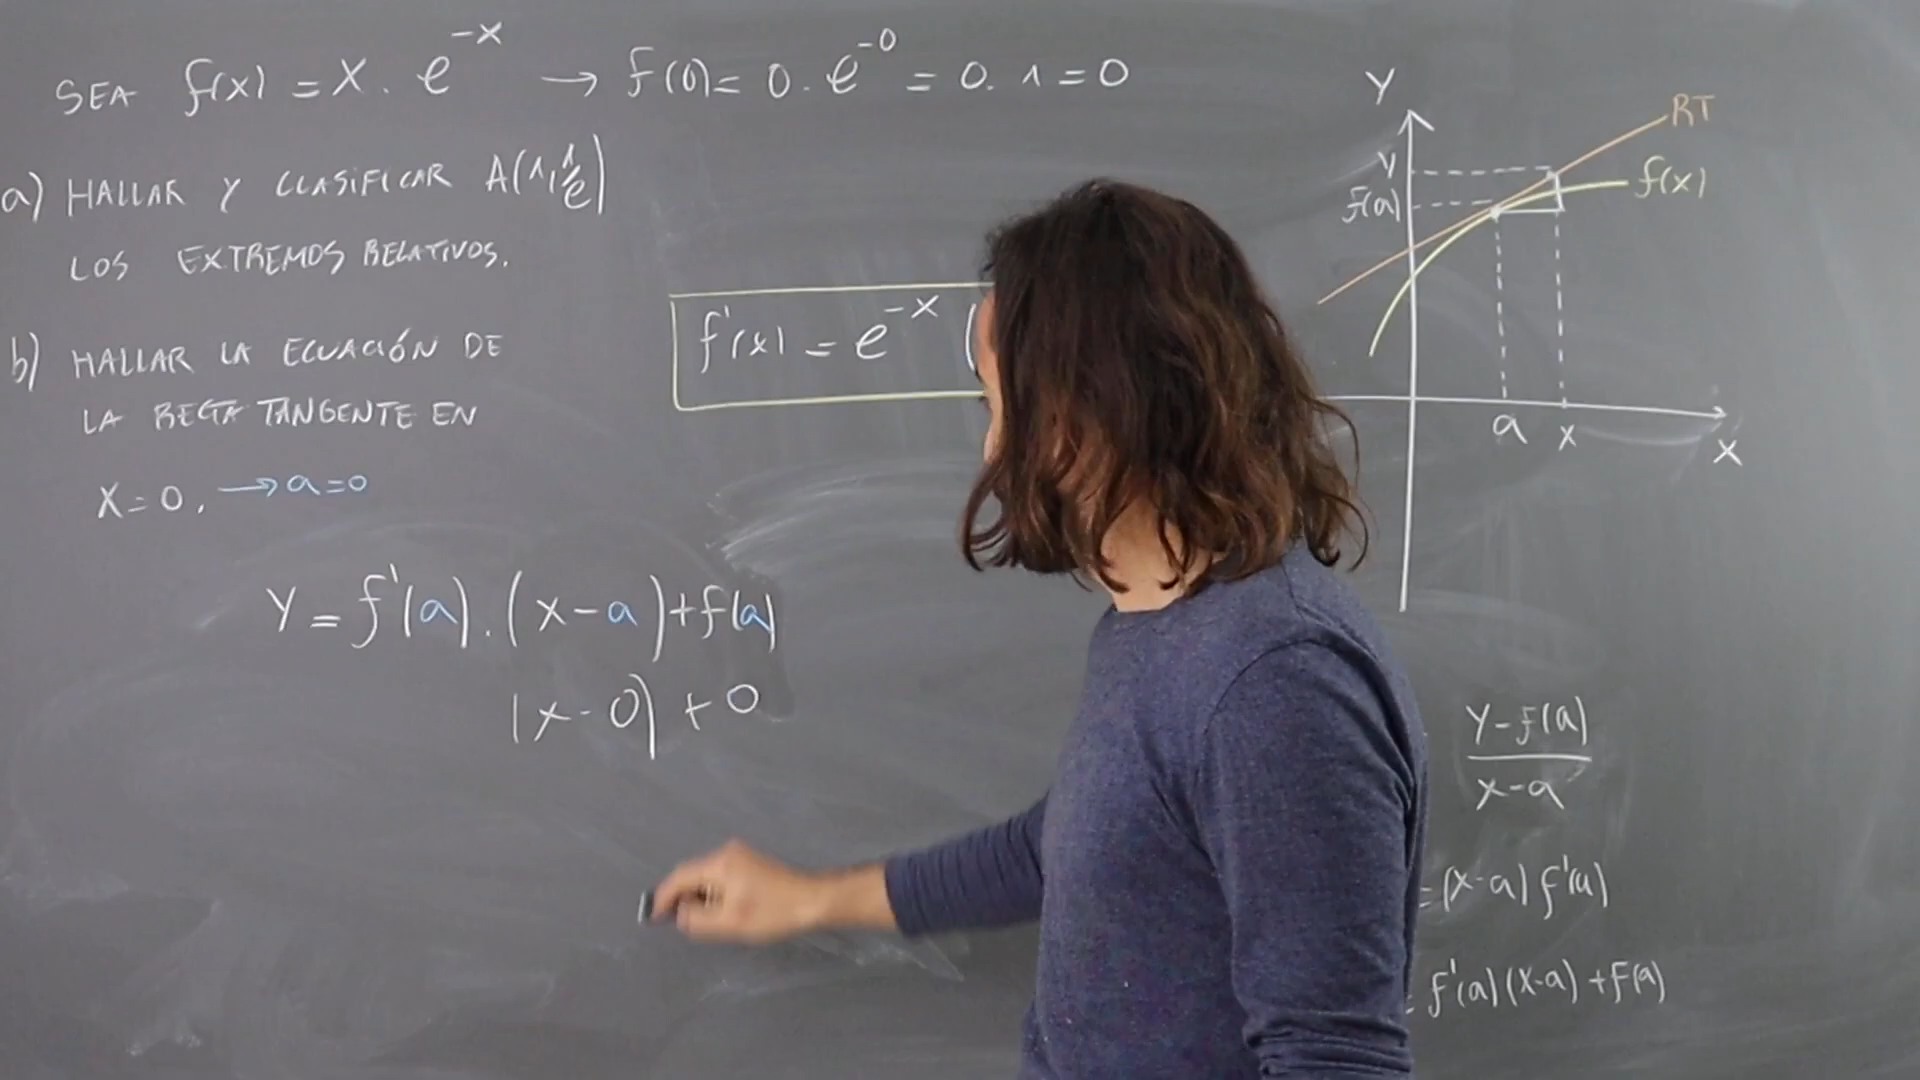 SEA f(x) = x . e^-x → f(0) = 0 . e^-0 = 0 . 1 = 0
a) HALLAR Y CLASIFICAR A(1, 1/e)
LOS EXTREMOS RELATIVOS.
b) HALLAR LA ECUACIÓN DE
LA RECTA TANGENTE EN
X = 0 . → a = 0
f'(x) = e^-x (
Y = f'(a) . (x - a) + f(a)
(x - 0) + 0
Y
RT
Y
f(x)
f(a)
a x
X
Y - f(a)
x - a
= (x - a) f'(a)
= f'(a) (x - a) + f(a)